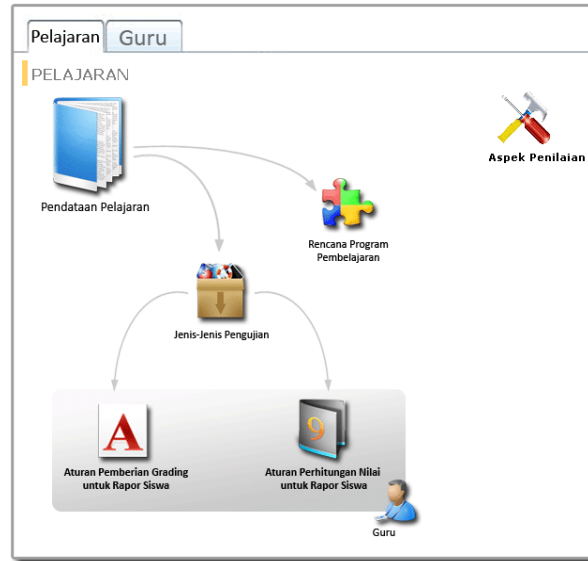 Pelajaran
Guru
PELAJARAN
Aspek Penilaian
Pendataan Pelajaran
Rencana Program
Pembelajaran
Jenis-Jenis Pengujian
A
9
Aturan Pemberian Grading
untuk Rapor Siswa
Aturan Perhitungan Nilai
untuk Rapor Siswa
Guru